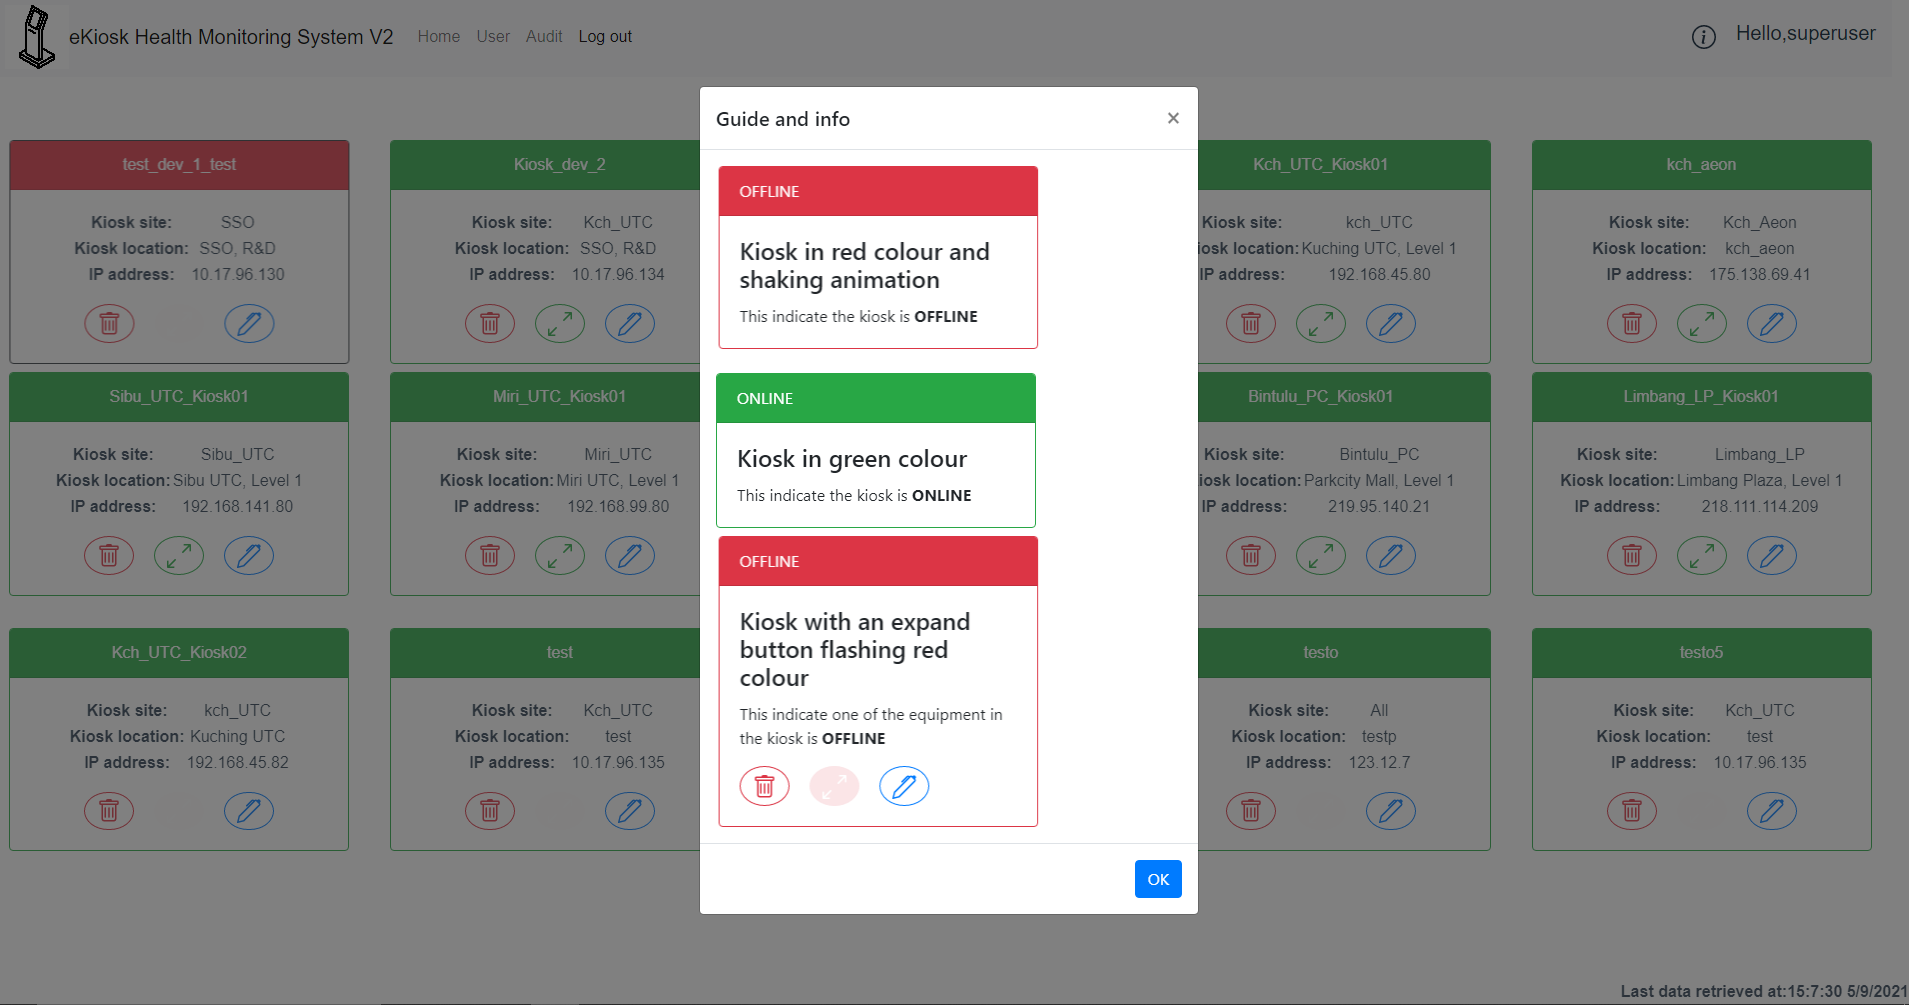 eKiosk Health Monitoring System V2 Home User Audit Log out Hello,superuser
Guide and info ×
OFFLINE
Kiosk in red colour and
shaking animation
This indicate the kiosk is OFFLINE
ONLINE
Kiosk in green colour
This indicate the kiosk is ONLINE
OFFLINE
Kiosk with an expand
button flashing red
colour
This indicate one of the equipment in
the kiosk is OFFLINE
OK
test_dev_1_test
Kiosk site: SSO
Kiosk location: SSO, R&D
IP address: 10.17.96.130
Kiosk_dev_2
Kiosk site: Kch_UTC
Kiosk location: SSO, R&D
IP address: 10.17.96.134
Kch_UTC_Kiosk01
Kiosk site: kch_UTC
iosk location: Kuching UTC, Level 1
IP address: 192.168.45.80
kch_aeon
Kiosk site: Kch_Aeon
Kiosk location: kch_aeon
IP address: 175.138.69.41
Sibu_UTC_Kiosk01
Kiosk site: Sibu_UTC
Kiosk location: Sibu UTC, Level 1
IP address: 192.168.141.80
Miri_UTC_Kiosk01
Kiosk site: Miri_UTC
Kiosk location: Miri UTC, Level 1
IP address: 192.168.99.80
Bintulu_PC_Kiosk01
Kiosk site: Bintulu_PC
iosk location: Parkcity Mall, Level 1
IP address: 219.95.140.21
Limbang_LP_Kiosk01
Kiosk site: Limbang_LP
Kiosk location: Limbang Plaza, Level 1
IP address: 218.111.114.209
Kch_UTC_Kiosk02
Kiosk site: kch_UTC
Kiosk location: Kuching UTC
IP address: 192.168.45.82
test
Kiosk site: Kch_UTC
Kiosk location: test
IP address: 10.17.96.135
testo
Kiosk site: All
Kiosk location: testp
IP address: 123.12.7
testo5
Kiosk site: Kch_UTC
Kiosk location: test
IP address: 10.17.96.135
Last data retrieved at:15:7:30 5/9/2021